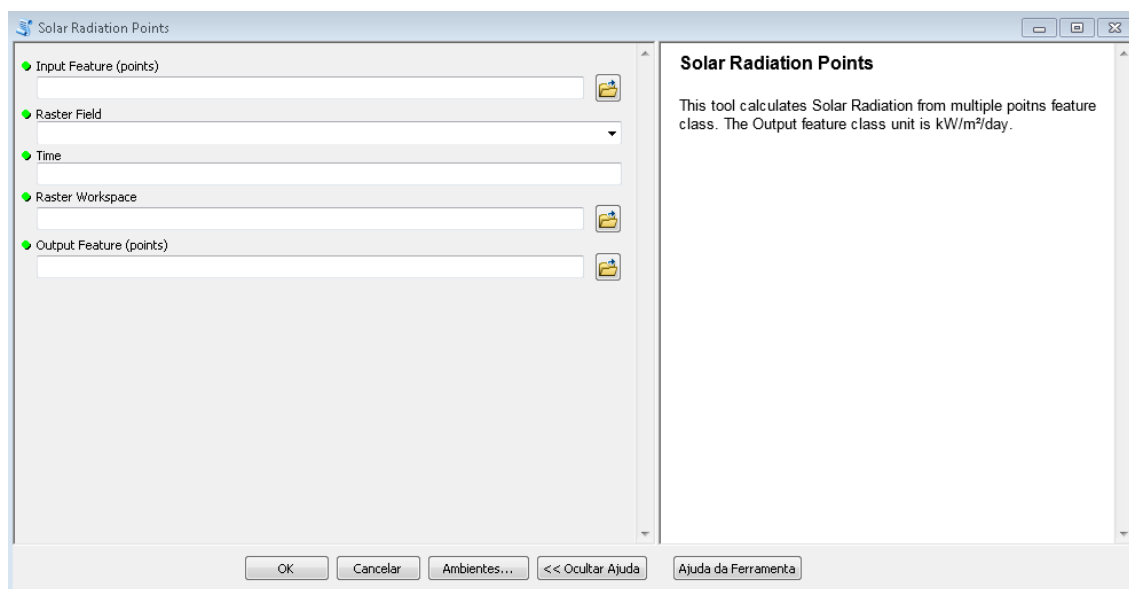 Solar Radiation Points
Input Feature (points)
Raster Field
Time
Raster Workspace
Output Feature (points)
Solar Radiation Points
This tool calculates Solar Radiation from multiple poitns feature
class. The Output feature class unit is kW/m²/day.
OK Cancelar Ambientes... << Ocultar Ajuda Ajuda da Ferramenta